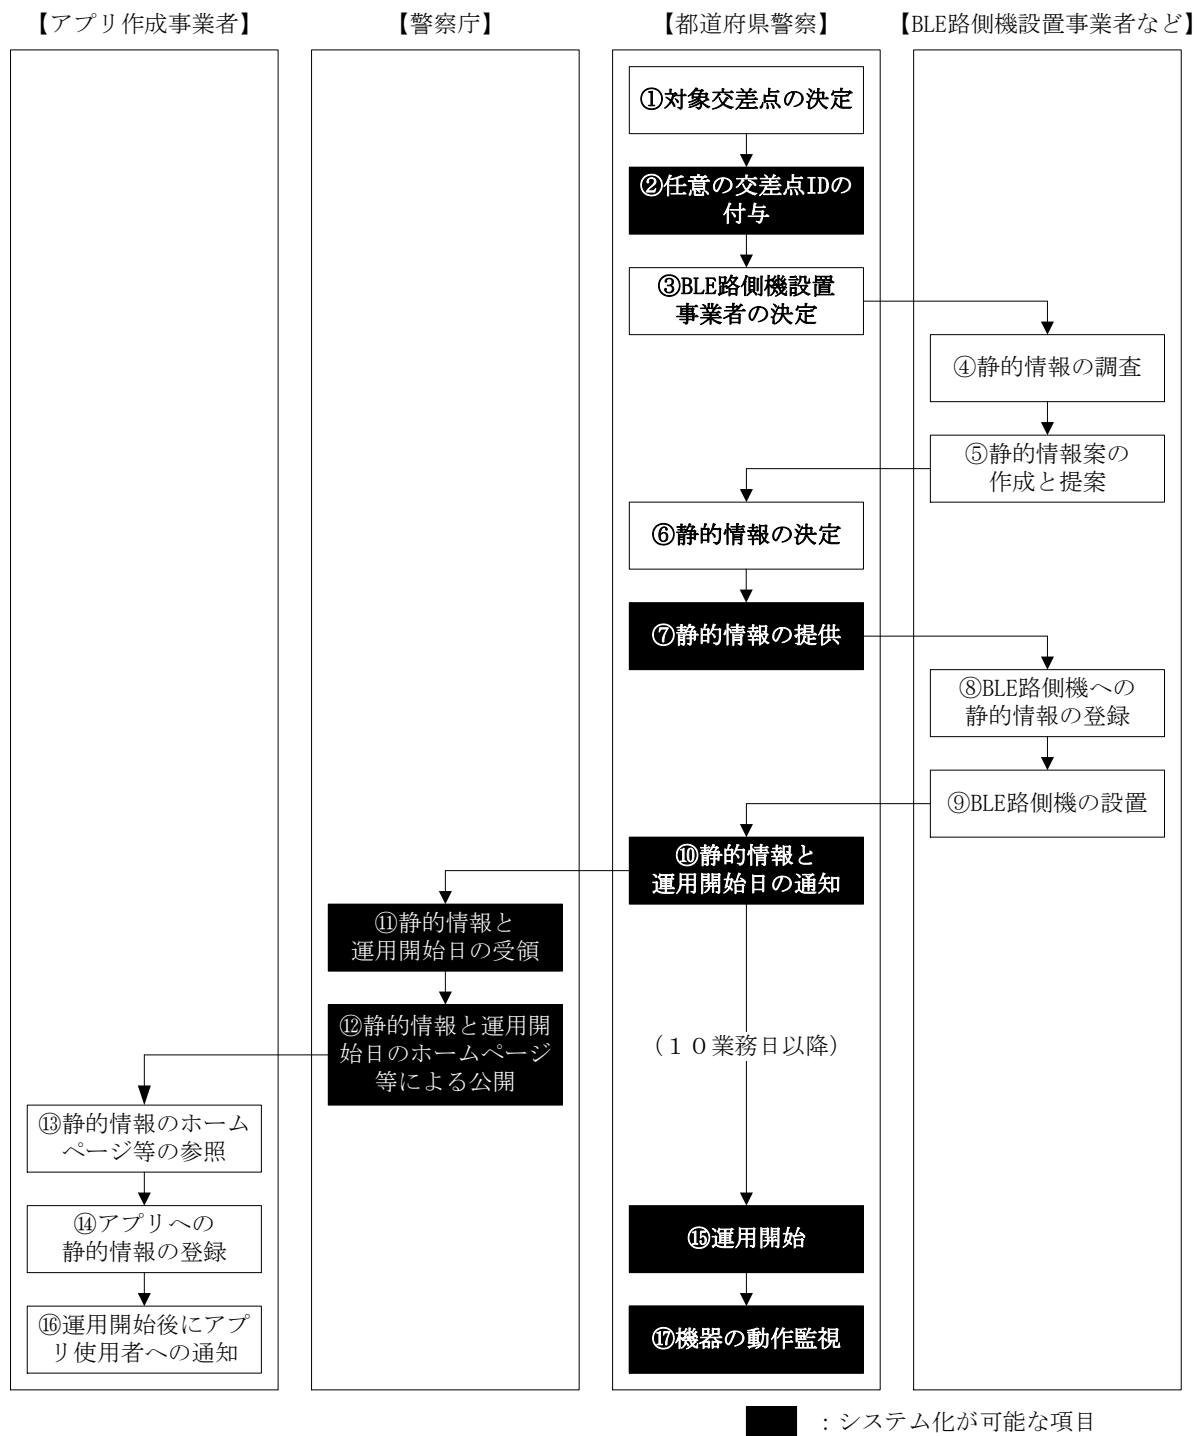 【アプリ作成事業者】
【警察庁】
【都道府県警察】
【BLE路側機設置事業者など】
①対象交差点の決定
②任意の交差点IDの
付与
③BLE路側機設置
事業者の決定
④静的情報の調査
⑤静的情報案の
作成と提案
⑥静的情報の決定
⑦静的情報の提供
⑧BLE路側機への
静的情報の登録
⑨BLE路側機の設置
⑩静的情報と
運用開始日の通知
⑪静的情報と
運用開始日の受領
⑫静的情報と運用開
始日のホームページ
等による公開
（１０業務日以降）
⑬静的情報のホーム
ページ等の参照
⑭アプリへの
静的情報の登録
⑮運用開始
⑯運用開始後にアプ
リ使用者への通知
⑰機器の動作監視
：システム化が可能な項目